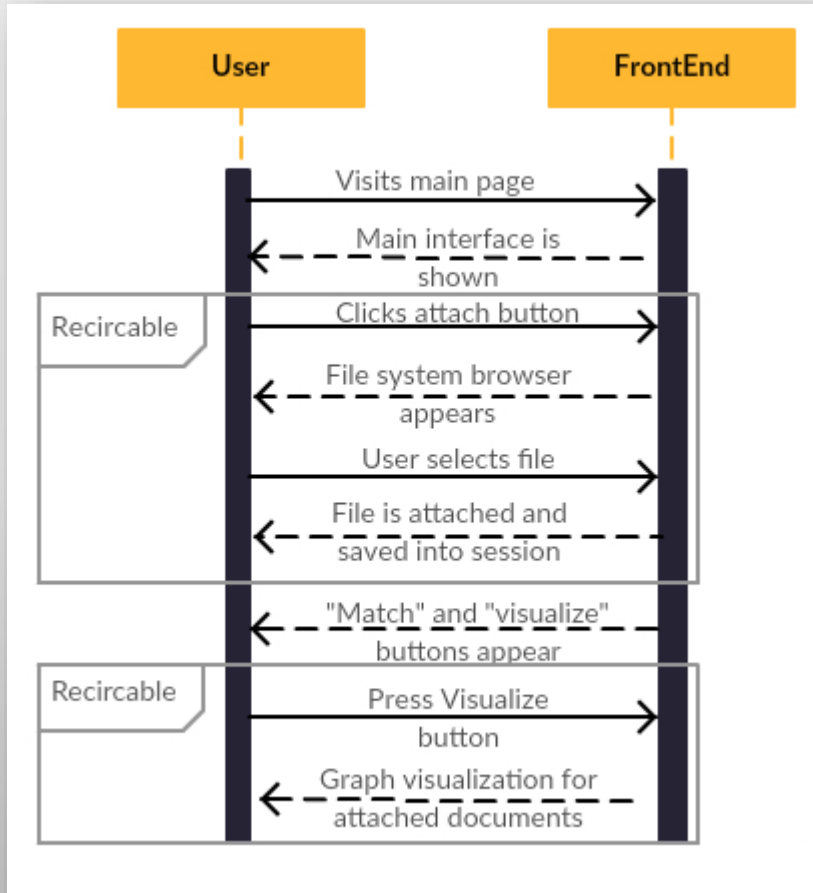 User
FrontEnd
Visits main page
Main interface is
shown
Recircable
Clicks attach button
File system browser
appears
User selects file
File is attached and
saved into session
"Match" and "visualize"
buttons appear
Recircable
Press Visualize
button
Graph visualization for
attached documents